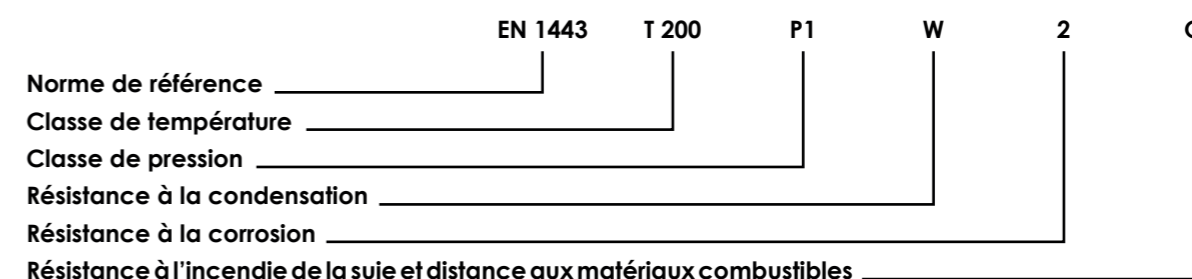 EN 1443 T 200 P1 W 2
Norme de référence
Classe de température
Classe de pression
Résistance à la condensation
Résistance à la corrosion
Résistance à l'incendie de la suie et distance aux matériaux combustibles